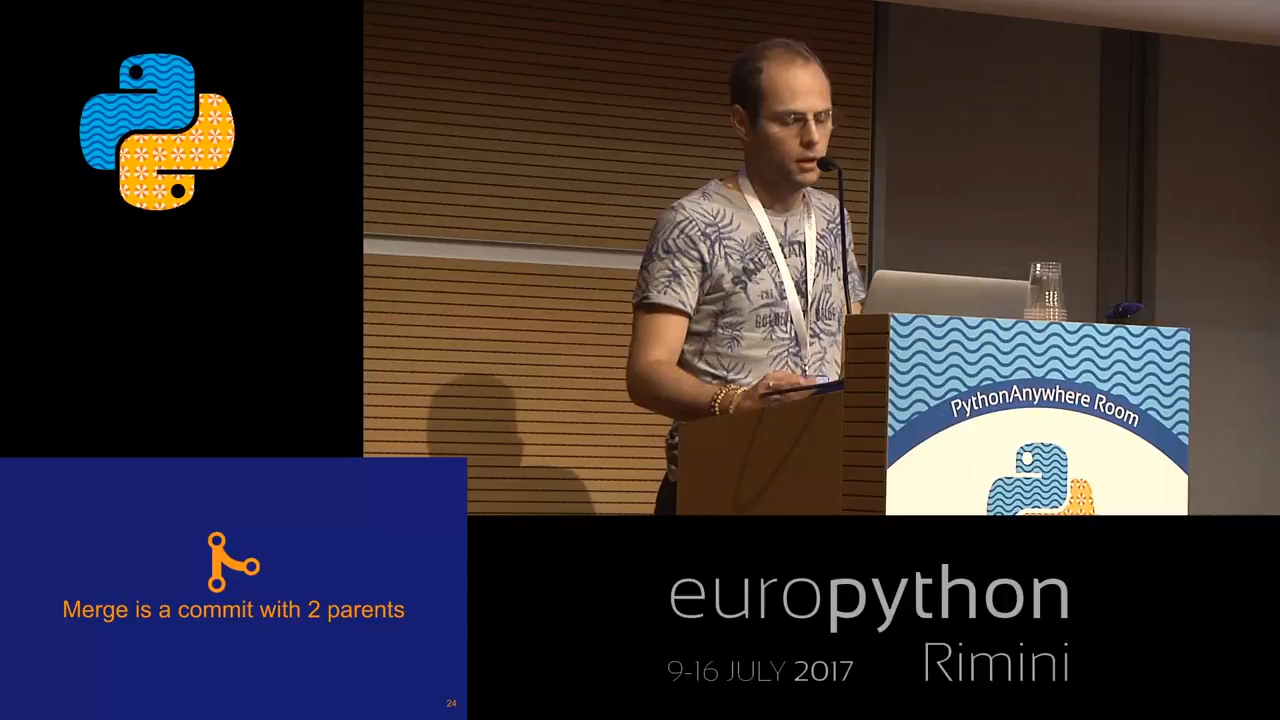 PythonAnywhere Room
Merge is a commit with 2 parents
24
europython
9-16 JULY 2017
Rimini